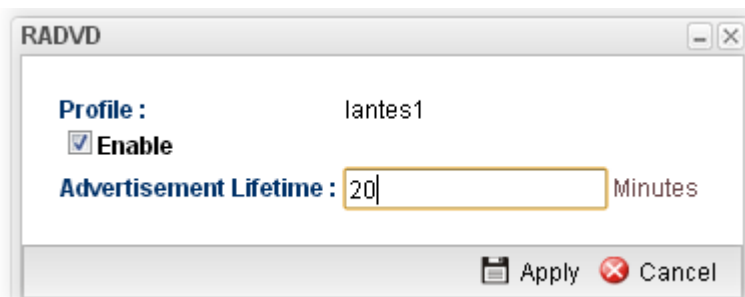 RADVD
Profile : lantes1
Enable
Advertisement Lifetime : 20 Minutes
Apply Cancel